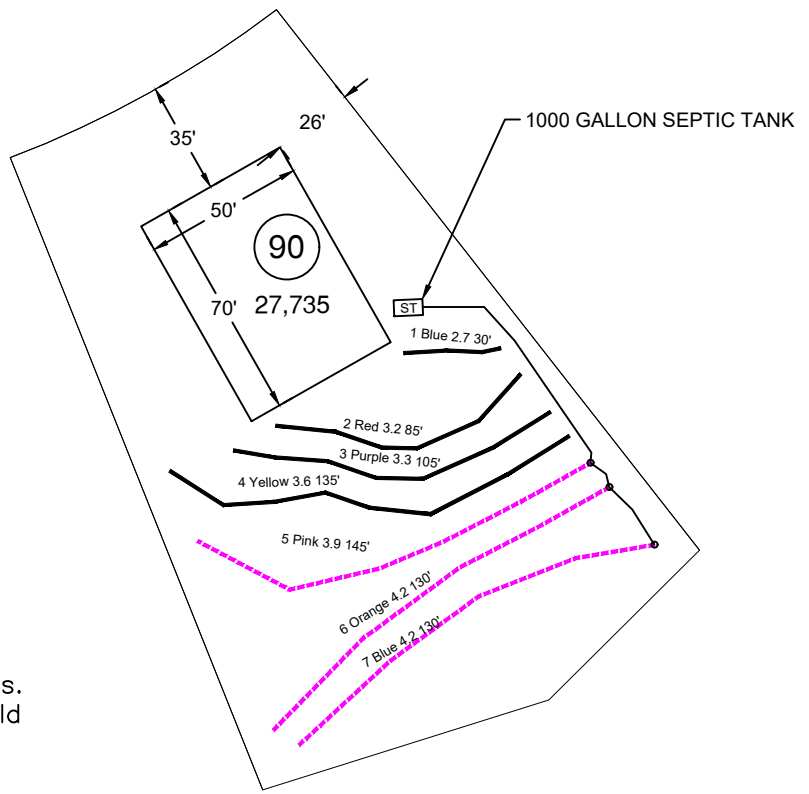 26'
35'
1000 GALLON SEPTIC TANK
50'
90
70'
27,735
ST
1 Blue 2.7 30'
2 Red 3.2 85'
3 Purple 3.3 105'
4 Yellow 3.6 135'
5 Pink 3.9 145'
6 Orange 4.2 130'
7 Blue 4.2 130'
s.
ld